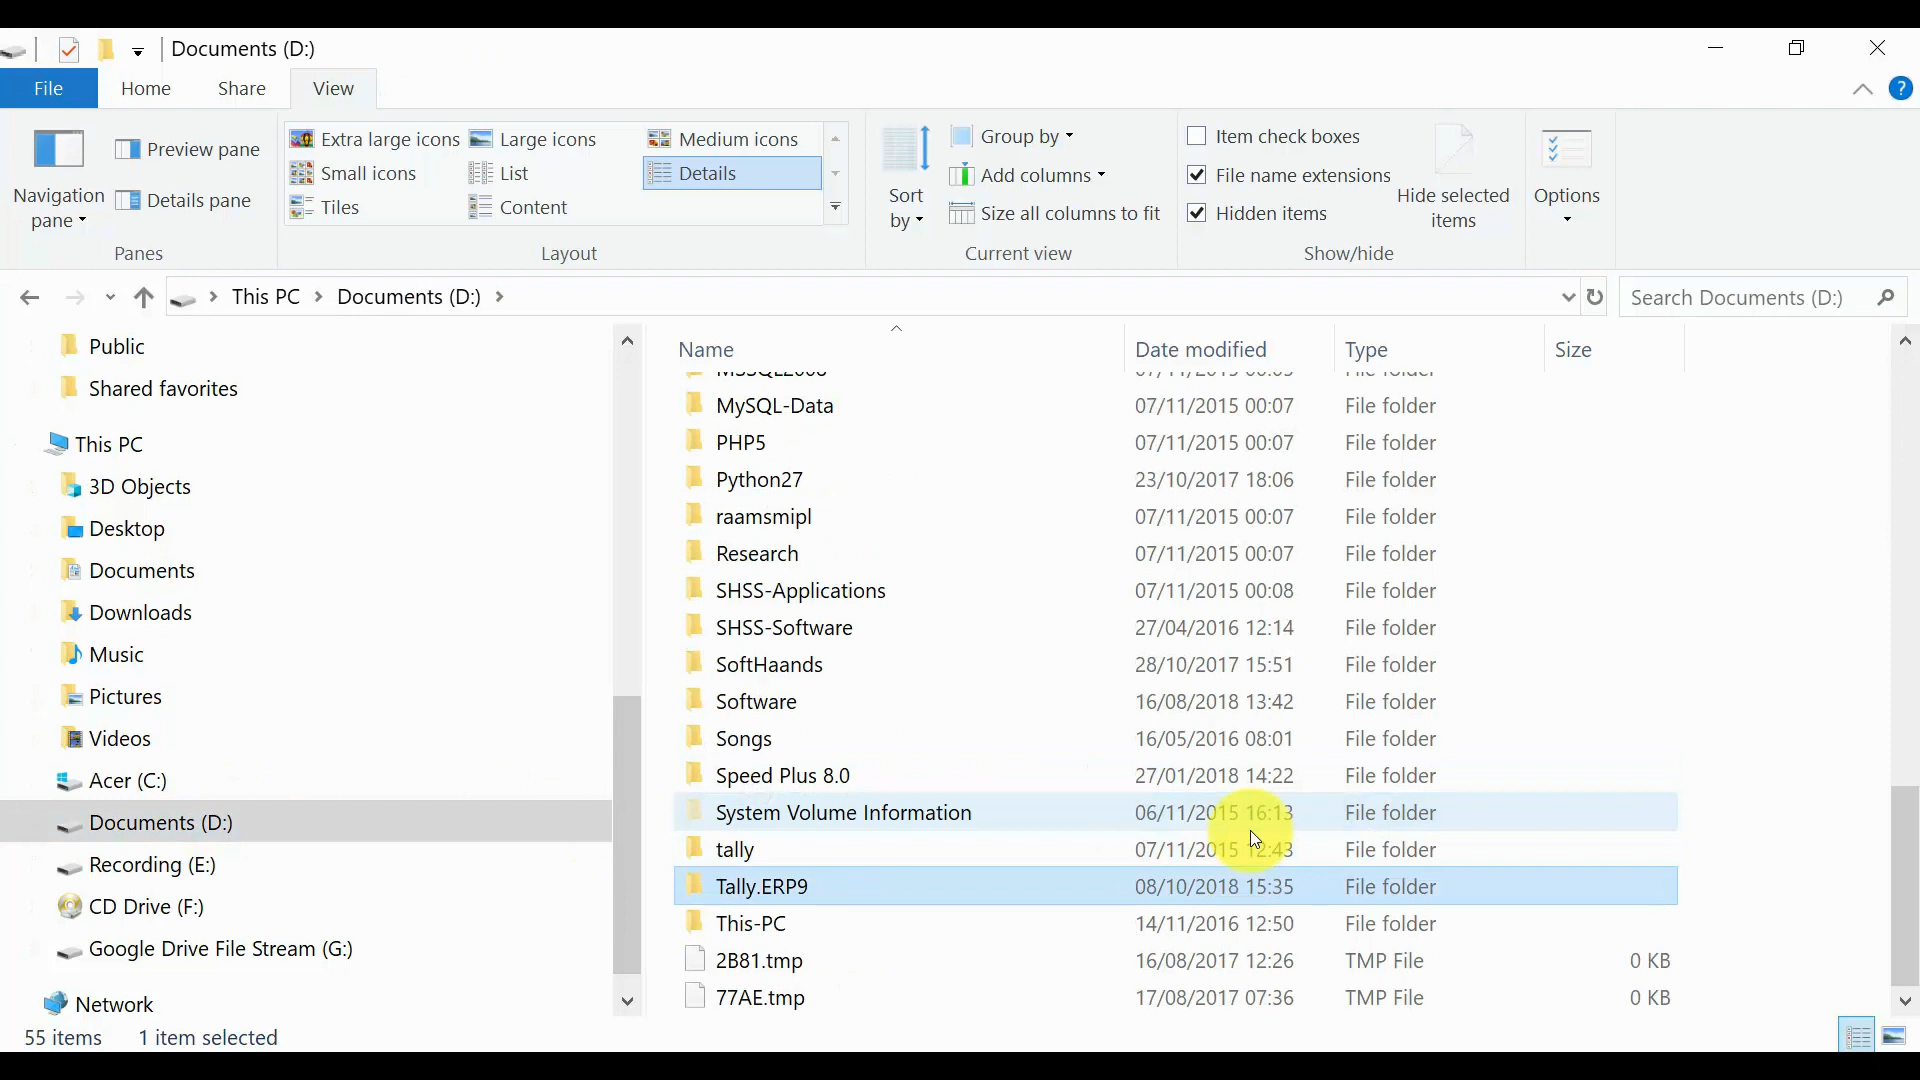 Documents (D:)
File Home Share View ?
Navigation pane
Preview pane
Details pane
Panes
Extra large icons Large icons Medium icons
Small icons List Details
Tiles Content
Layout
Sort by
Group by
Add columns
Size all columns to fit
Current view
Item check boxes
File name extensions
Hidden items
Hide selected items
Show/hide
Options
This PC Documents (D:)
Search Documents (D:)
Public
Shared favorites
This PC
3D Objects
Desktop
Documents
Downloads
Music
Pictures
Videos
Acer (C:)
Documents (D:)
Recording (E:)
CD Drive (F:)
Google Drive File Stream (G:)
Network
Name Date modified Type Size
MySQL-Data 07/11/2015 00:07 File folder
PHP5 07/11/2015 00:07 File folder
Python27 23/10/2017 18:06 File folder
raamsmipl 07/11/2015 00:07 File folder
Research 07/11/2015 00:07 File folder
SHSS-Applications 07/11/2015 00:08 File folder
SHSS-Software 27/04/2016 12:14 File folder
SoftHaands 28/10/2017 15:51 File folder
Software 16/08/2018 13:42 File folder
Songs 16/05/2016 08:01 File folder
Speed Plus 8.0 27/01/2018 14:22 File folder
System Volume Information 06/11/2015 16:13 File folder
tally 07/11/2015 12:43 File folder
Tally.ERP9 08/10/2018 15:35 File folder
This-PC 14/11/2016 12:50 File folder
2B81.tmp 16/08/2017 12:26 TMP File 0 KB
77AE.tmp 17/08/2017 07:36 TMP File 0 KB
55 items 1 item selected